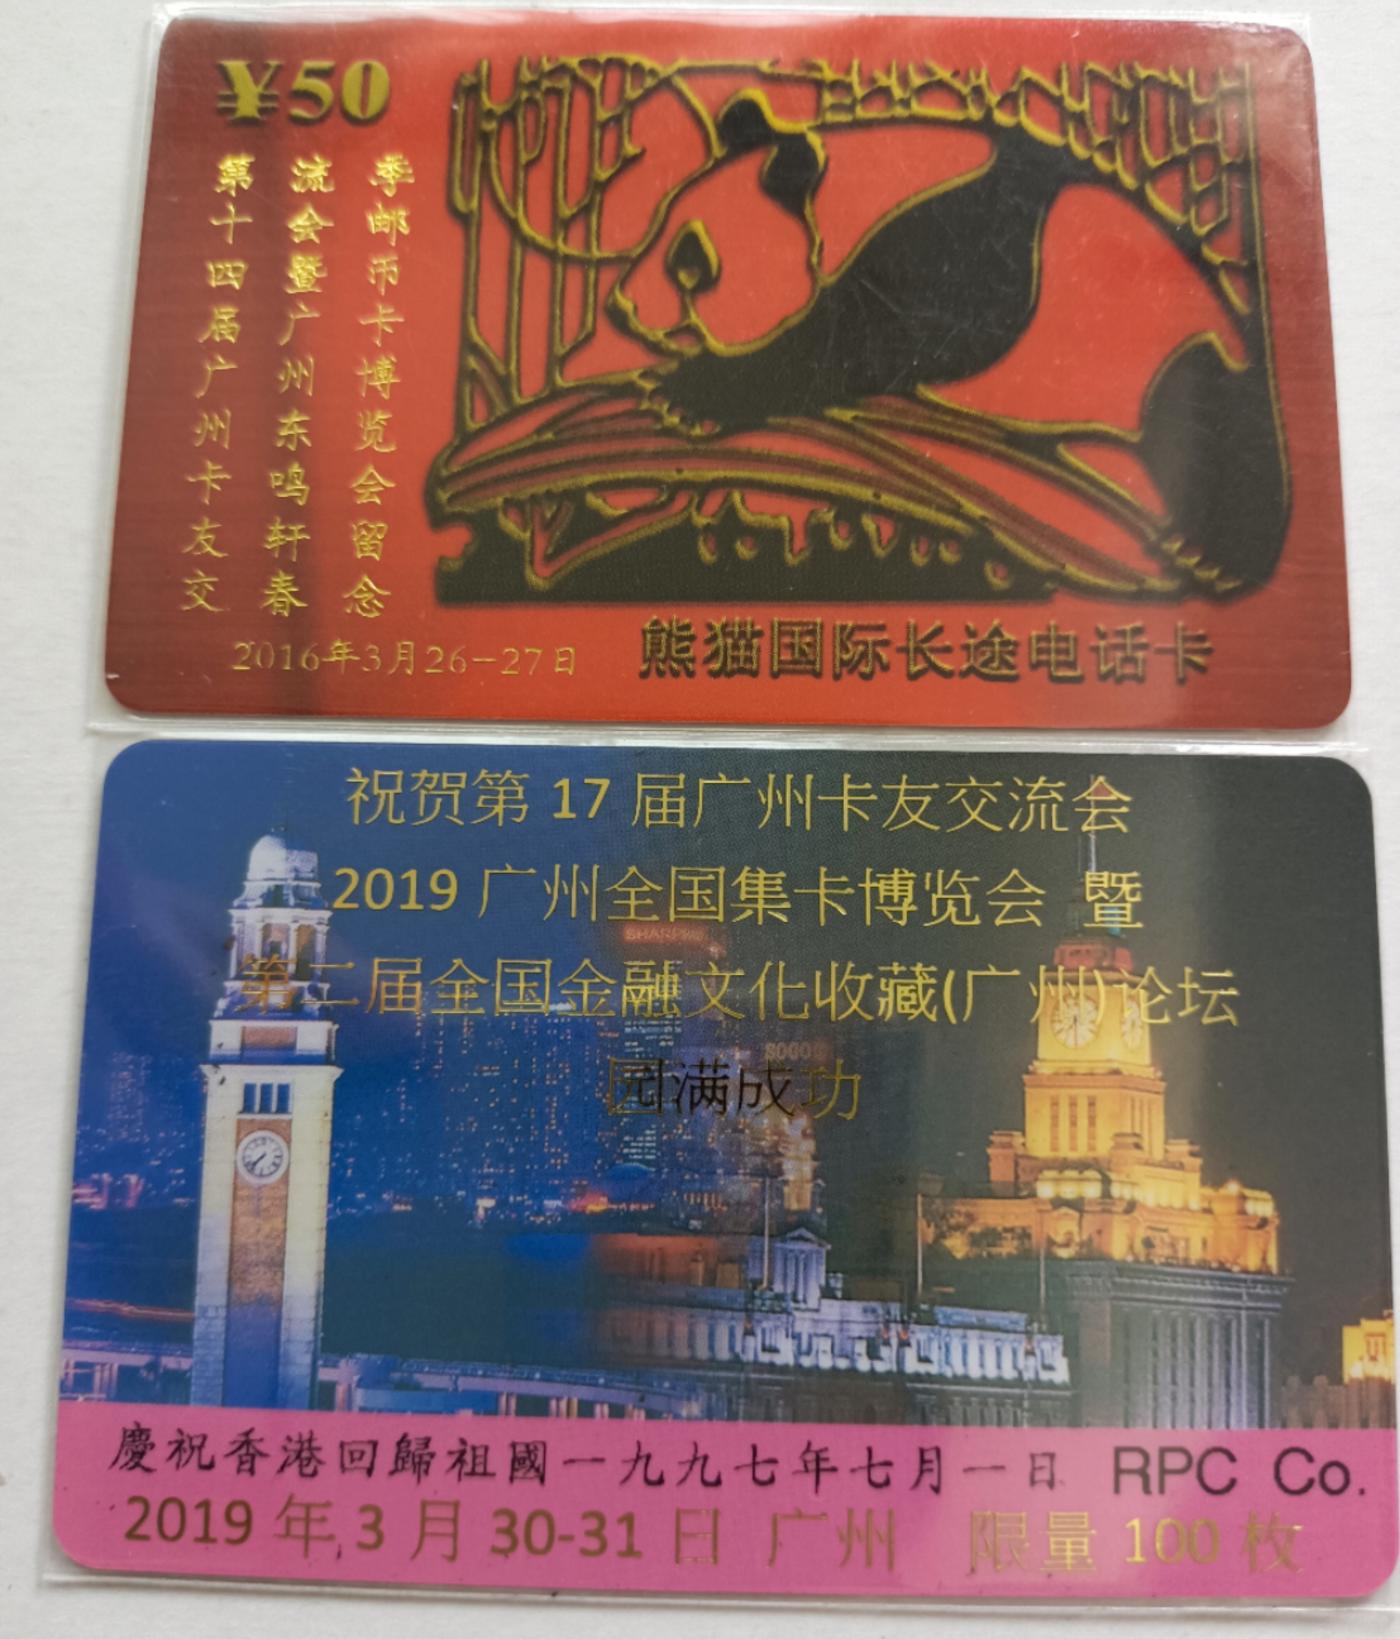 ¥50
第十四届广州卡友交
流会暨广州东鸣轩春
季邮币卡博览会留念
2016年3月26-27日
熊猫国际长途电话卡
祝贺第 17 届广州卡友交流会
2019 广州全国集卡博览会 暨
第二届全国金融文化收藏(广州)论坛
园满成功
SHARP
SOGO
慶祝香港回歸祖國一九九七年七月一日 RPC Co.
2019 年 3 月 30-31 日 广州 限量 100 枚